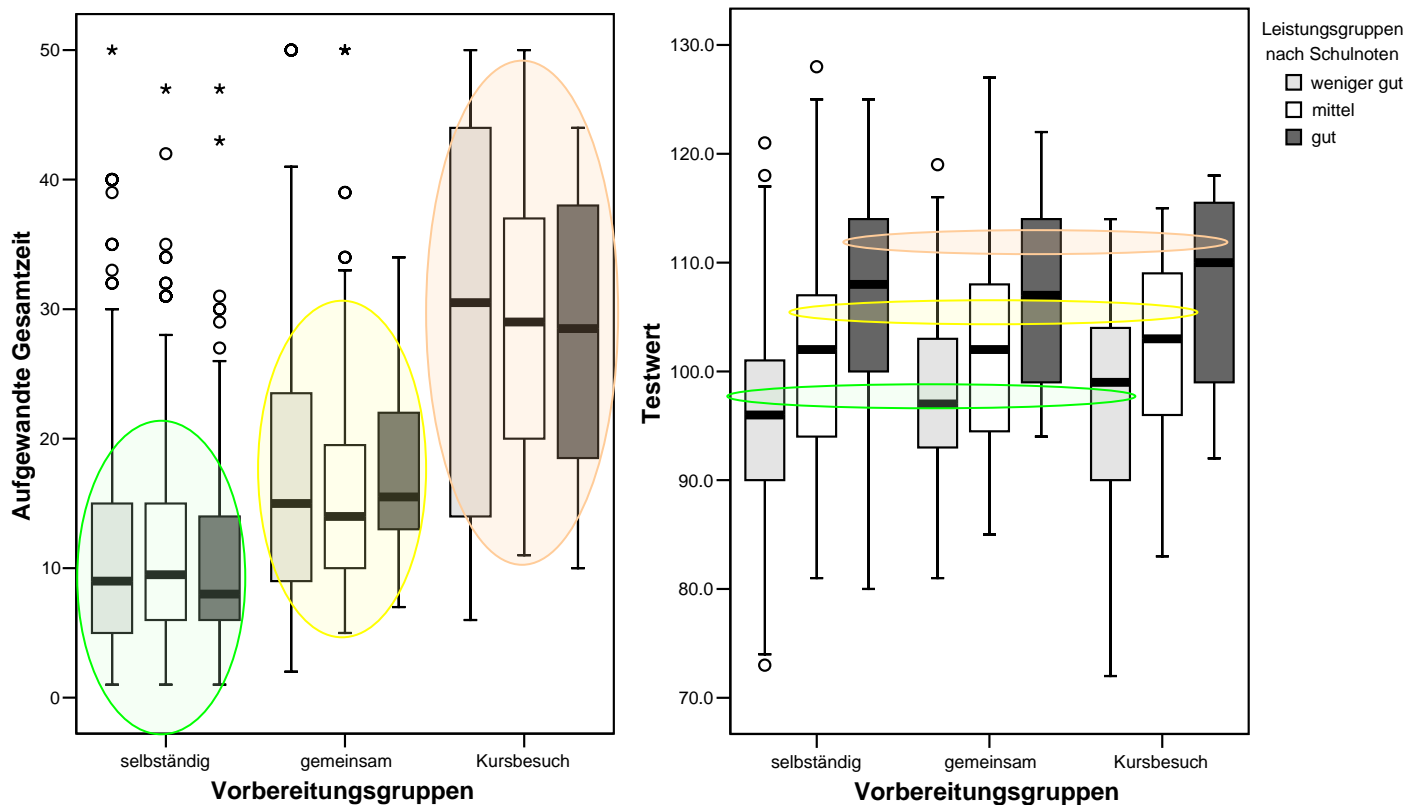 Aufgewandte Gesamtzeit
50
40
30
20
10
0
selbständig gemeinsam Kursbesuch
Vorbereitungsgruppen
Testwert
130.0
120.0
110.0
100.0
90.0
80.0
70.0
selbständig gemeinsam Kursbesuch
Vorbereitungsgruppen
Leistungsgruppen
nach Schulnoten
weniger gut
mittel
gut